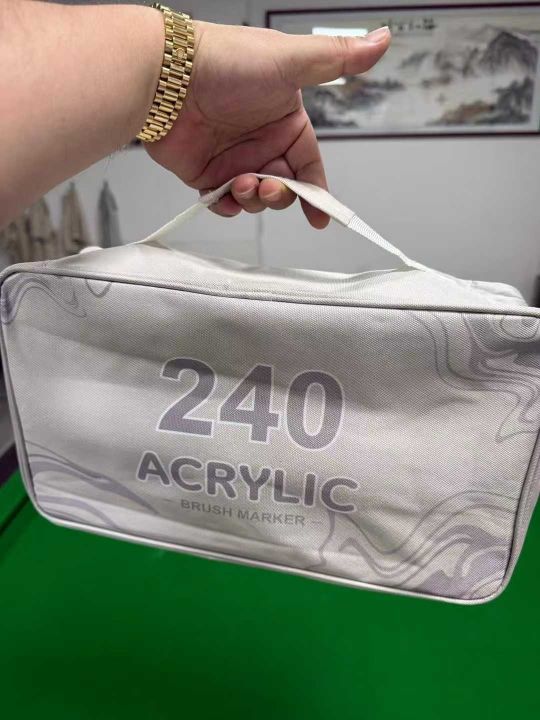 240
ACRYLIC
— BRUSH MARKER —